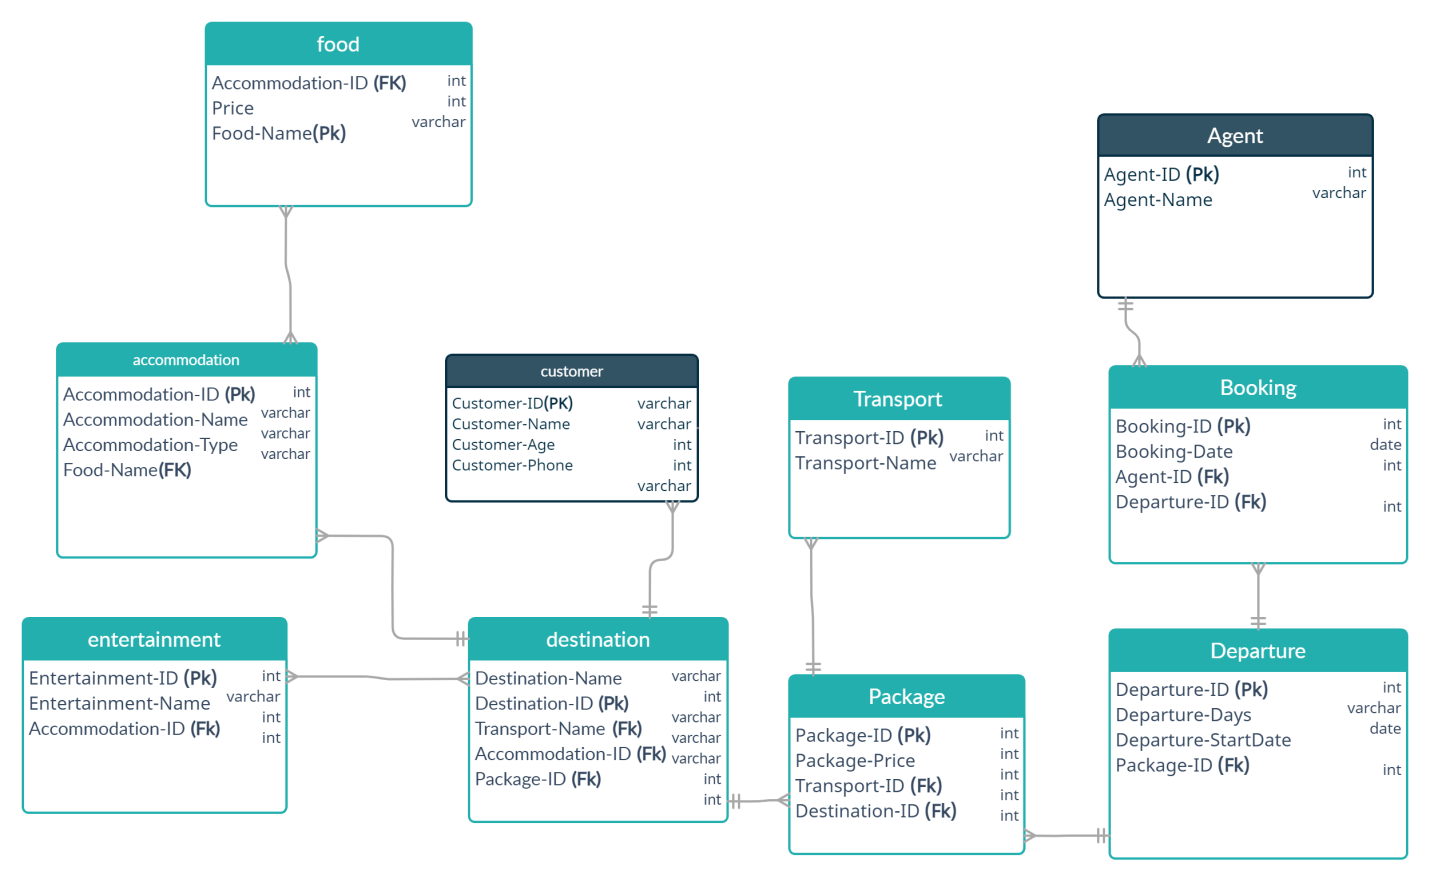 food
Accommodation-ID (FK) int
Price int
Food-Name(Pk) varchar
Agent
Agent-ID (Pk) int
Agent-Name varchar
accommodation
Accommodation-ID (Pk) int
Accommodation-Name varchar
Accommodation-Type varchar
Food-Name(FK) varchar
customer
Customer-ID(PK) varchar
Customer-Name varchar
Customer-Age int
Customer-Phone int
varchar
Transport
Transport-ID (Pk) int
Transport-Name varchar
Booking
Booking-ID (Pk) int
Booking-Date date
Agent-ID (Fk) int
Departure-ID (Fk) int
entertainment
Entertainment-ID (Pk) int
Entertainment-Name varchar
Accommodation-ID (Fk) int
int
destination
Destination-Name varchar
Destination-ID (Pk) int
Transport-Name (Fk) varchar
Accommodation-ID (Fk) varchar
varchar
Package-ID (Fk) int
int
Package
Package-ID (Pk) int
Package-Price int
Transport-ID (Fk) int
Destination-ID (Fk) int
int
Departure
Departure-ID (Pk) int
Departure-Days varchar
Departure-StartDate date
Package-ID (Fk) int